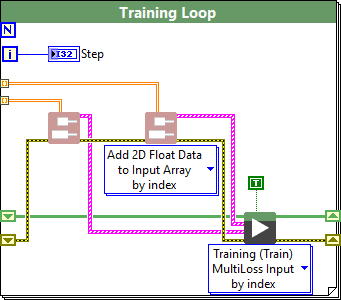 Training Loop
N
i
I32
Step
Add 2D Float Data
to Input Array
by index
T
Training (Train)
MultiLoss Input
by index